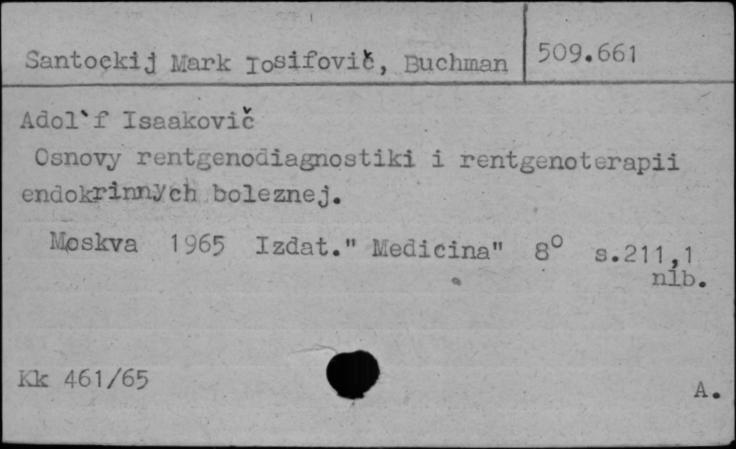 Santockij Mark Iosifovič, Buchman
509.661
Adol`f Isaakovič
Osnovy rentgenodiagnostiki i rentgenoterapii
endokrinnych boleznej.
Moskva 1965 Izdat." Medicina" 8° s.211,1
nlb.
Kk 461/65
A.